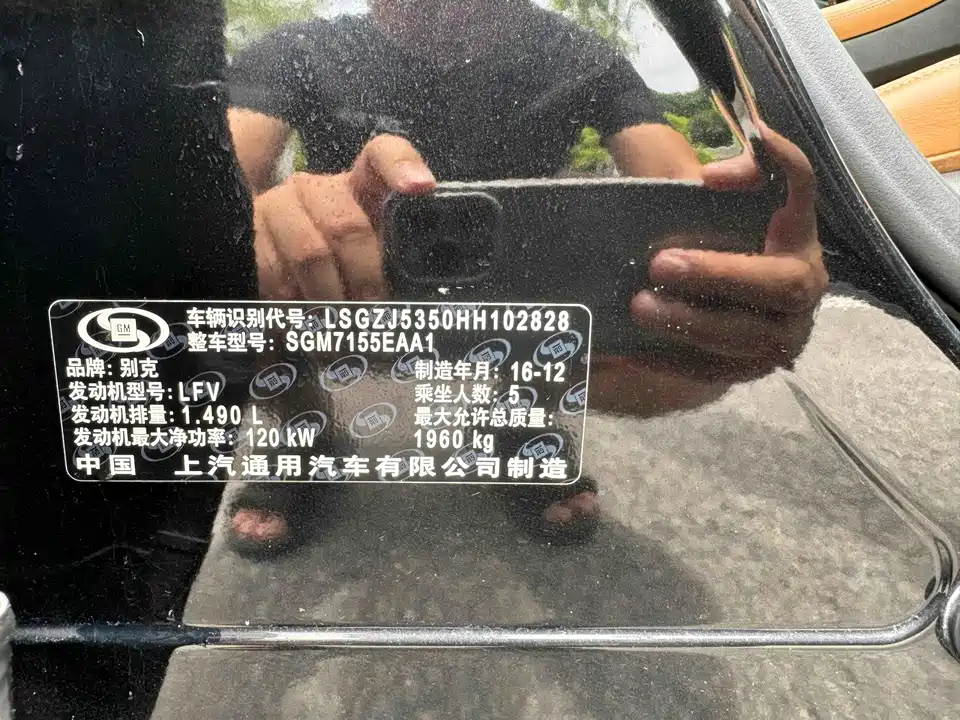 GM
车辆识别代号: LSGZJ5350HH102828
整车型号: SGM7155EAA1
品牌: 别克
制造年月: 16-12
发动机型号: LFV
乘坐人数: 5
发动机排量: 1.490 L
最大允许总质量:
发动机最大净功率: 120 kW
1960 kg
中国 上汽通用汽车有限公司制造